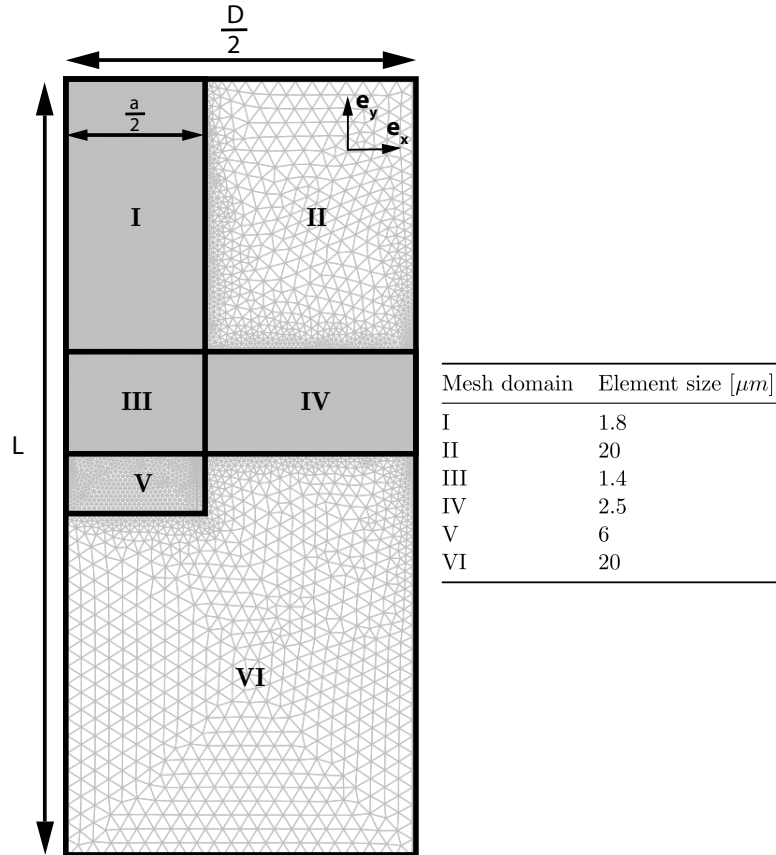 D
2
a
2
e_y
e_x
I
II
III
IV
L
V
VI
Mesh domain Element size [μm]
I 1.8
II 20
III 1.4
IV 2.5
V 6
VI 20